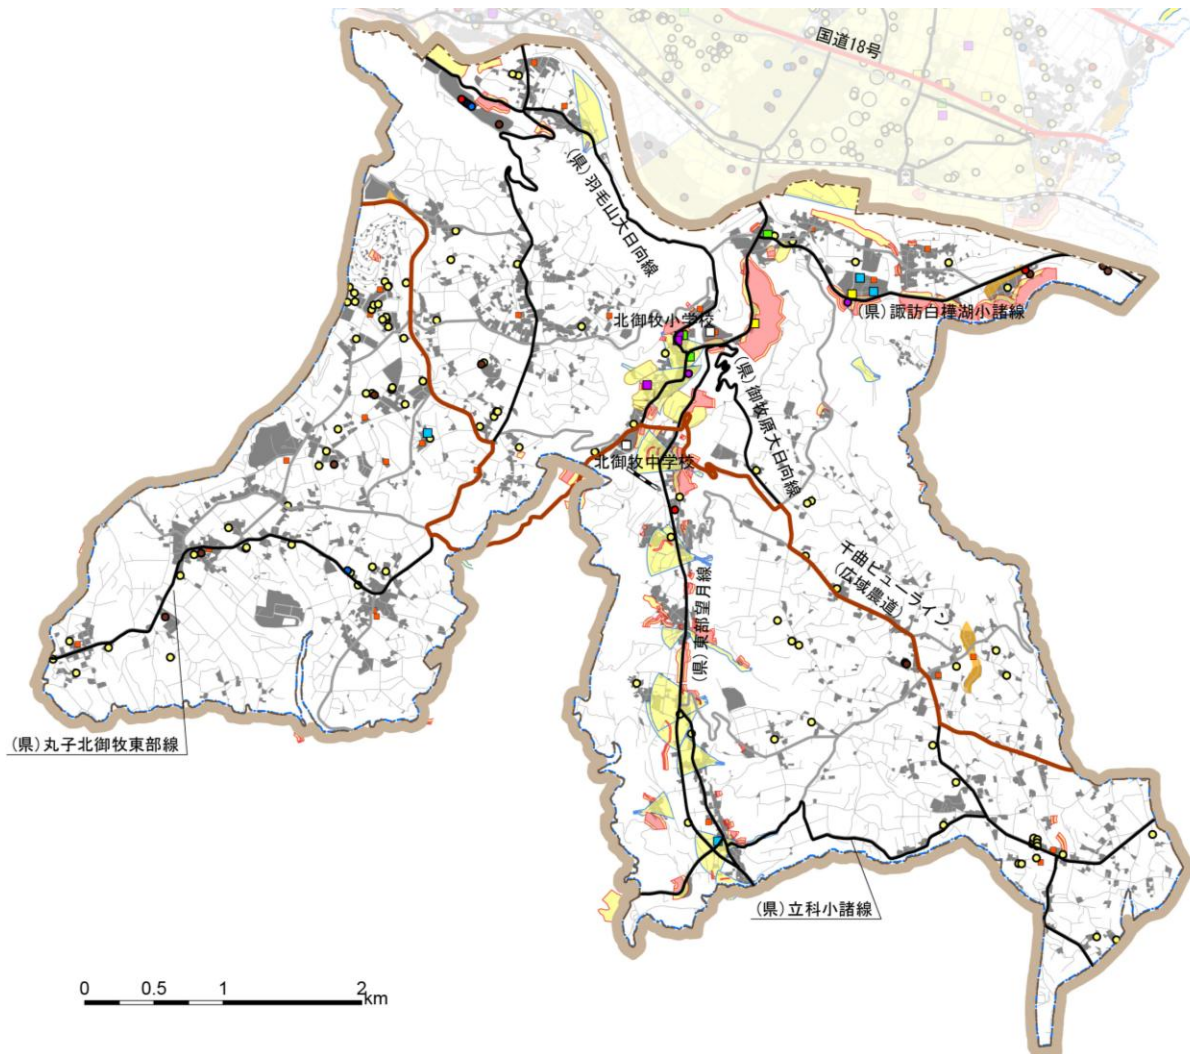 国道18号
(県)羽毛山大日向線
(県)諏訪白樺湖小諸線
北御牧小学校
(県)御牧原大日向線
北御牧中学校
千曲ビューライン
(広域農道)
(県)東部望月線
(県)丸子北御牧東部線
(県)立科小諸線
0 0.5 1 2
km